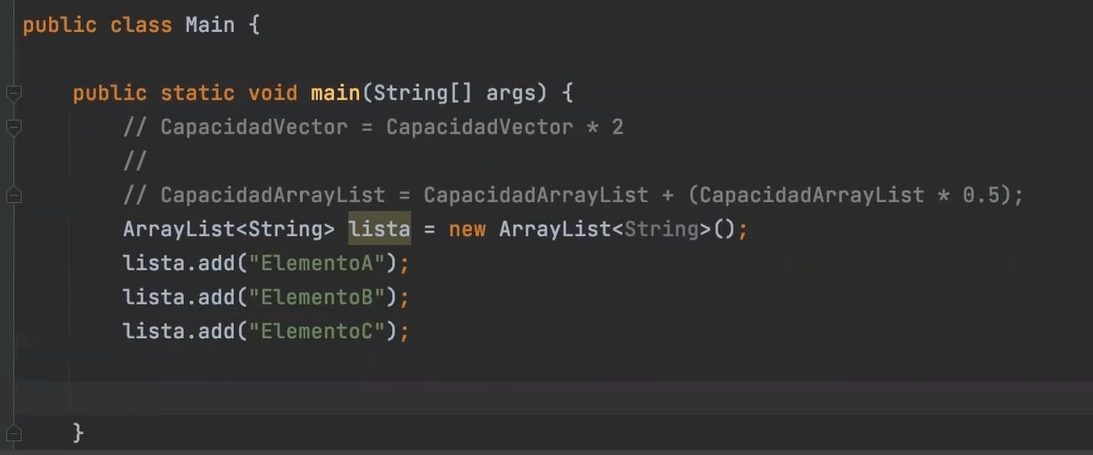 public class Main {
public static void main(String[] args) {
// CapacidadVector = CapacidadVector * 2
//
// CapacidadArrayList = CapacidadArrayList + (CapacidadArrayList * 0.5);
ArrayList<String> lista = new ArrayList<String>();
lista.add("ElementoA");
lista.add("ElementoB");
lista.add("ElementoC");
}